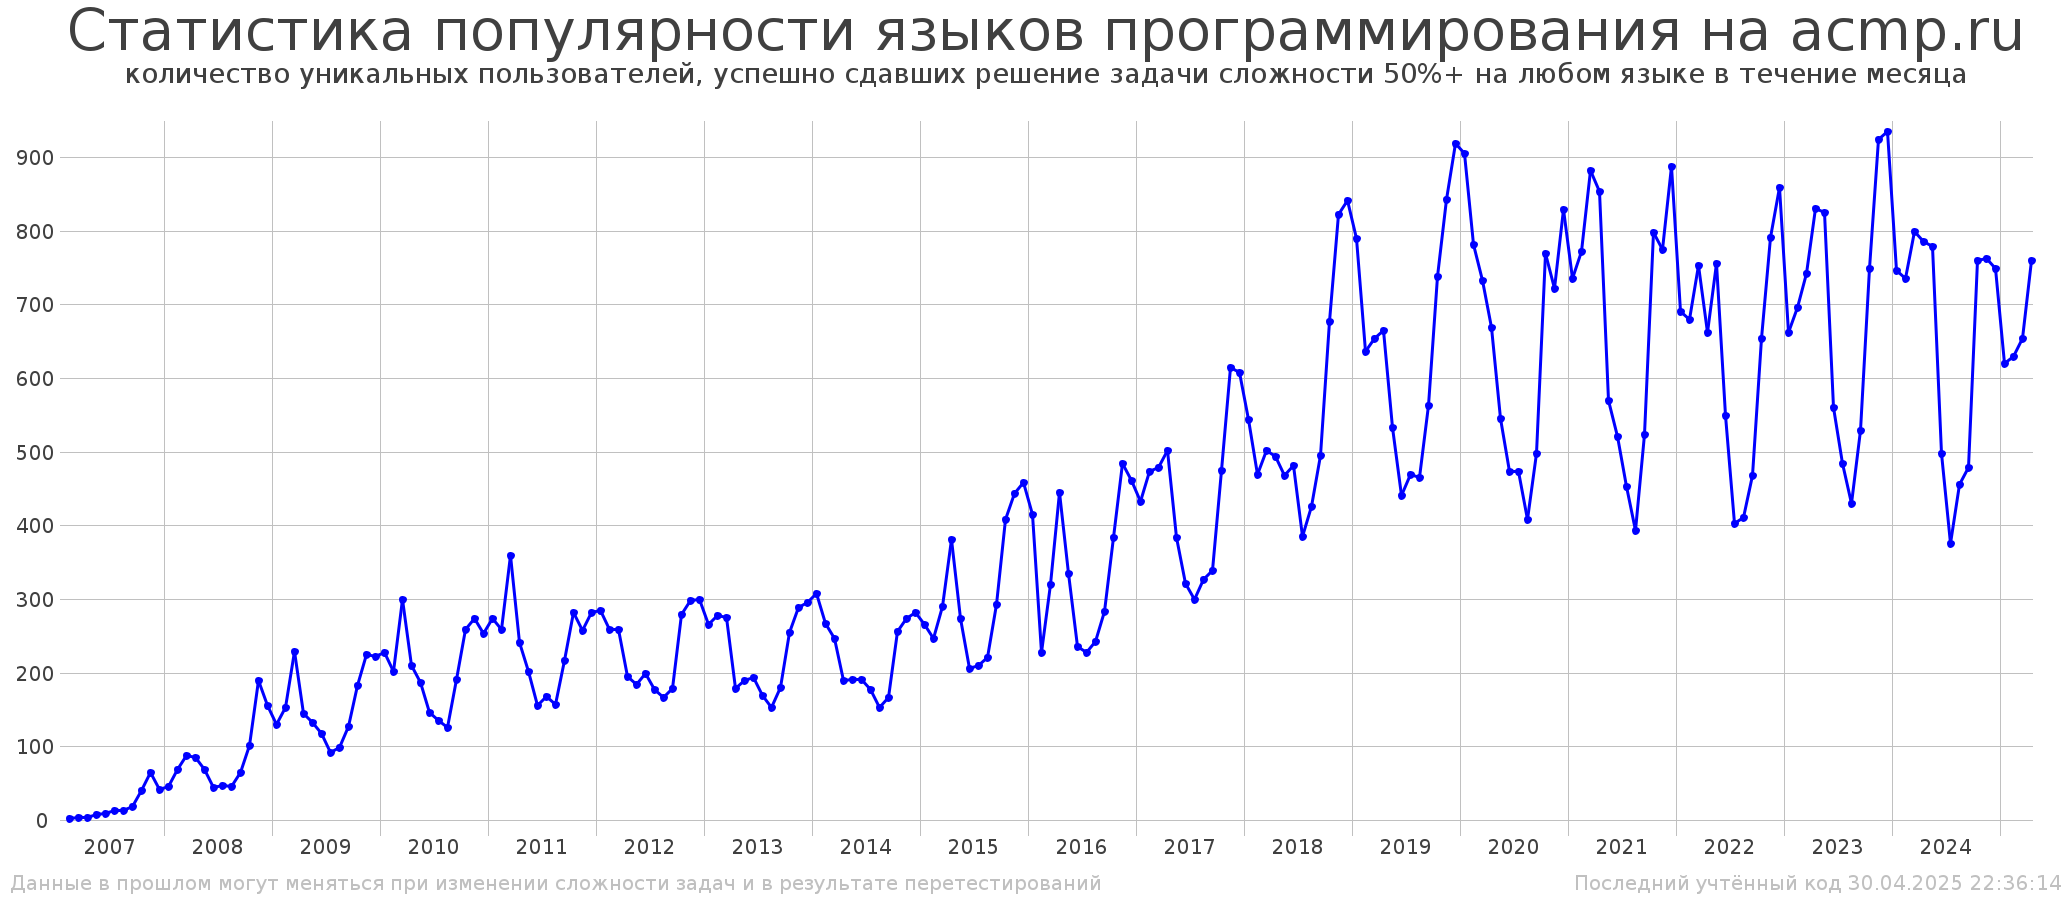 Статистика популярности языков программирования на acmp.ru
количество уникальных пользователей, успешно сдавших решение задачи сложности 50%+ на любом языке в течение месяца
900
800
700
600
500
400
300
200
100
0
2007 2008 2009 2010 2011 2012 2013 2014 2015 2016 2017 2018 2019 2020 2021 2022 2023 2024
Данные в прошлом могут меняться при изменении сложности задач и в результате перетестирований
Последний учтённый код 30.04.2025 22:36:14